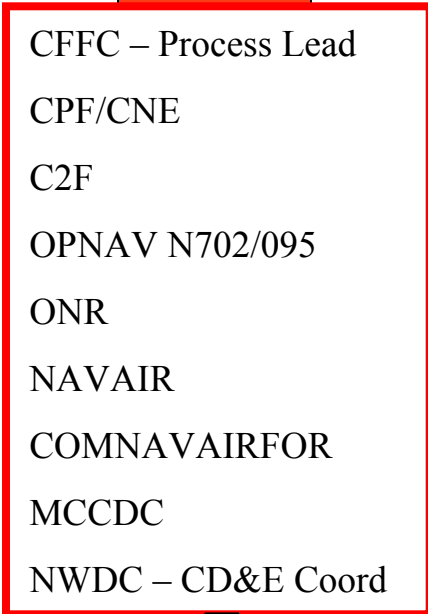 CFFC – Process Lead
CPF/CNE
C2F
OPNAV N702/095
ONR
NAVAIR
COMNAVAIRFOR
MCCDC
NWDC – CD&E Coord